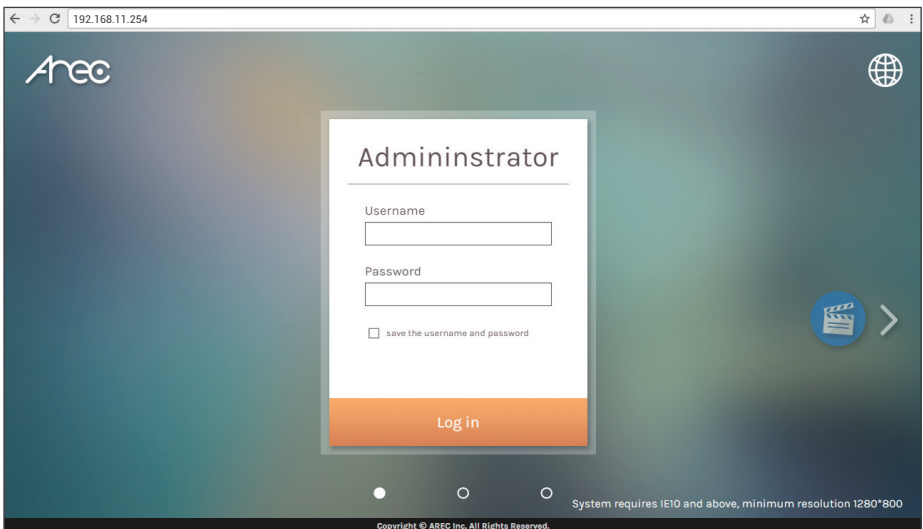 192.168.11.254
Arec
Admininstrator
Username
Password
save the username and password
Log in
System requires IE10 and above, minimum resolution 1280*800
Copyright © AREC Inc. All Rights Reserved.